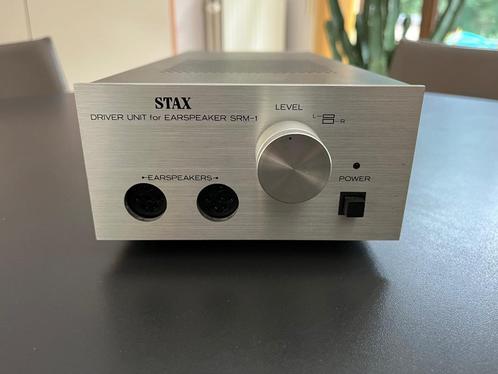 STAX
DRIVER UNIT for EARSPEAKER SRM-1
LEVEL
L
R
EARSPEAKERS
POWER